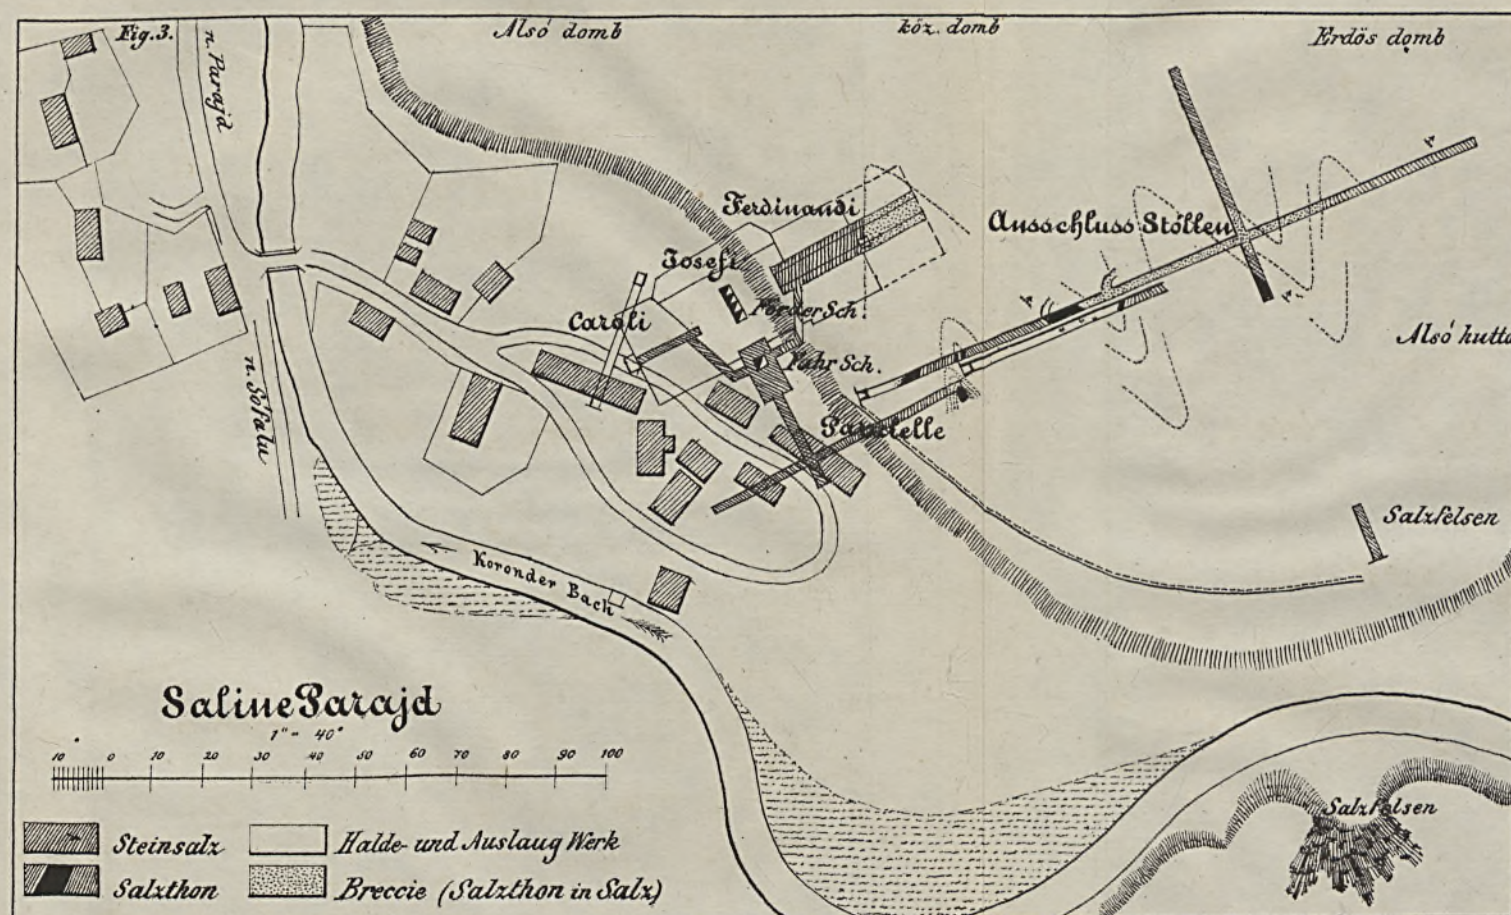 Fig. 3.
Alsó domb
köz. domb
Erdös domb
n. Parajd
Ferdinandi
Ausschluss Stollen
Josefi
Förder Sch.
Caroli
Fahr Sch.
Alsó hutta
Parallelle
n. Sófalu
Salzfelsen
Koronder Bach
Saline Parajd
1" = 40°
10 0 10 20 30 40 50 60 70 80 90 100
Salzfelsen
Steinsalz
Halde- und Auslaug Werk
Salzthon
Breccie (Salzthon in Salz)